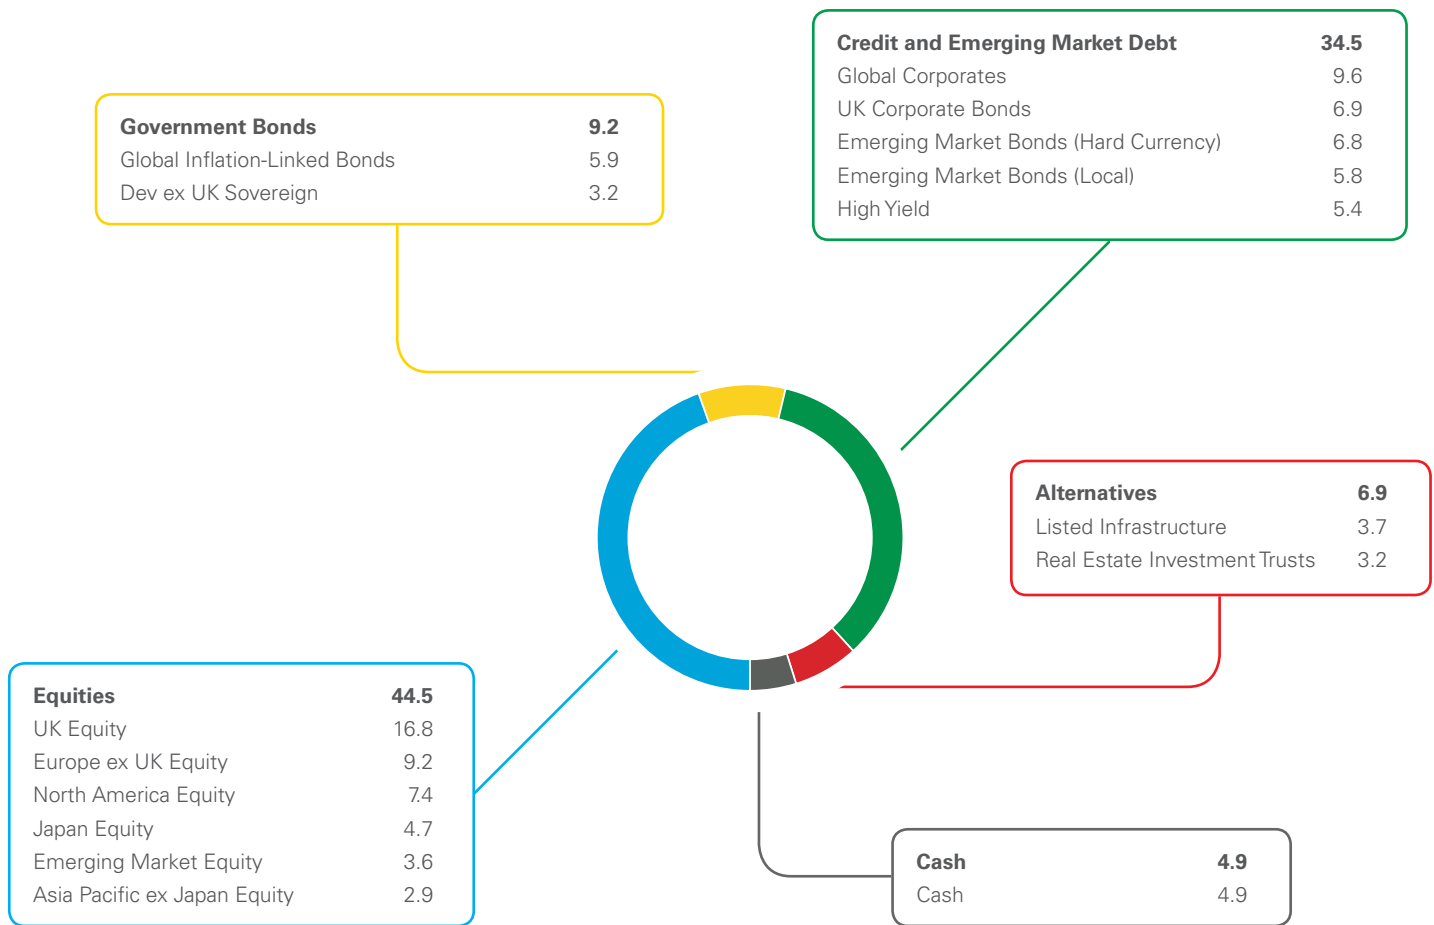 Credit and Emerging Market Debt 34.5
Global Corporates 9.6
UK Corporate Bonds 6.9
Emerging Market Bonds (Hard Currency) 6.8
Emerging Market Bonds (Local) 5.8
High Yield 5.4
Government Bonds 9.2
Global Inflation-Linked Bonds 5.9
Dev ex UK Sovereign 3.2
Alternatives 6.9
Listed Infrastructure 3.7
Real Estate Investment Trusts 3.2
Equities 44.5
UK Equity 16.8
Europe ex UK Equity 9.2
North America Equity 7.4
Japan Equity 4.7
Emerging Market Equity 3.6
Asia Pacific ex Japan Equity 2.9
Cash 4.9
Cash 4.9